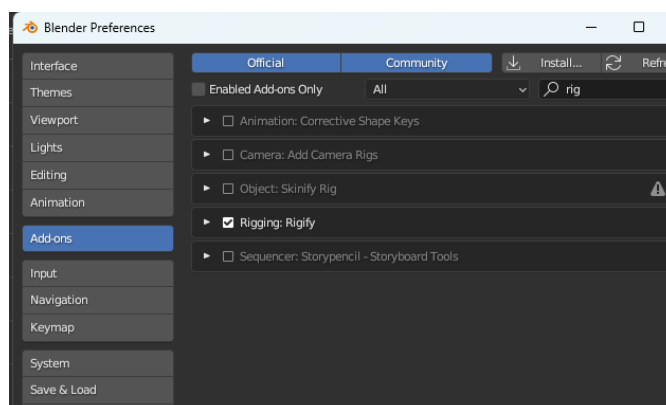 Blender Preferences
Interface
Themes
Viewport
Lights
Editing
Animation
Add-ons
Input
Navigation
Keymap
System
Save & Load
Official Community Install... Refre
Enabled Add-ons Only All rig
Animation: Corrective Shape Keys
Camera: Add Camera Rigs
Object: Skinify Rig
Rigging: Rigify
Sequencer: Storypencil - Storyboard Tools